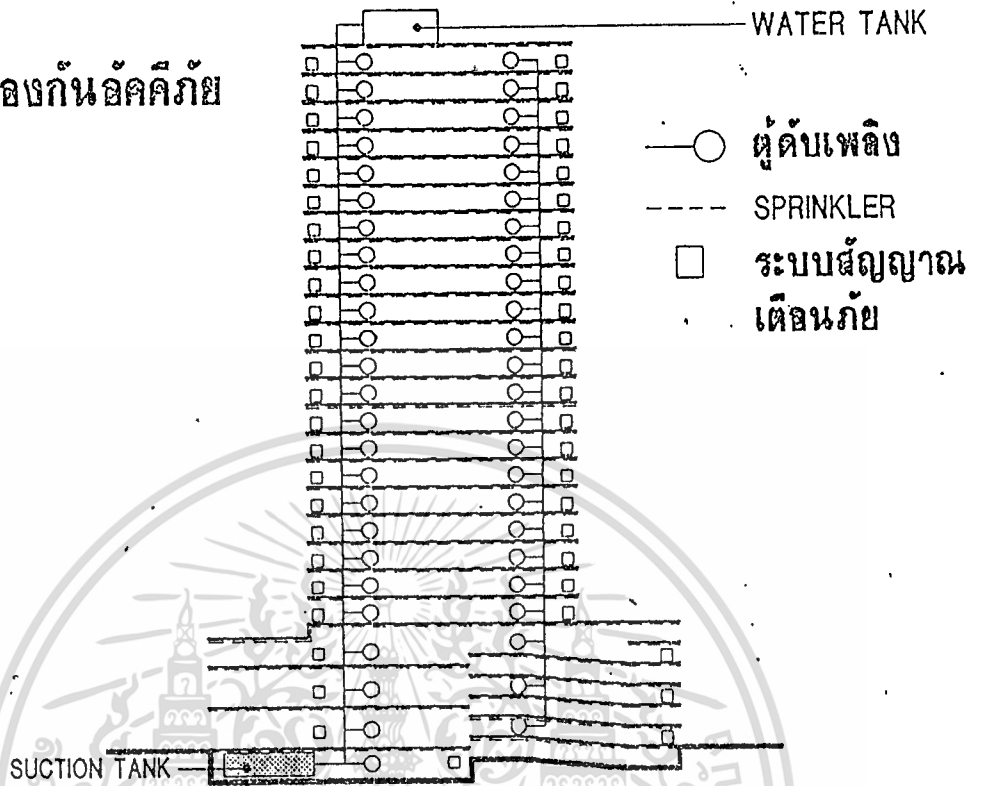 WATER TANK
องกันอัคคีภัย
ตู้ดับเพลิง
SPRINKLER
ระบบสัญญาณ
เตือนภัย
SUCTION TANK